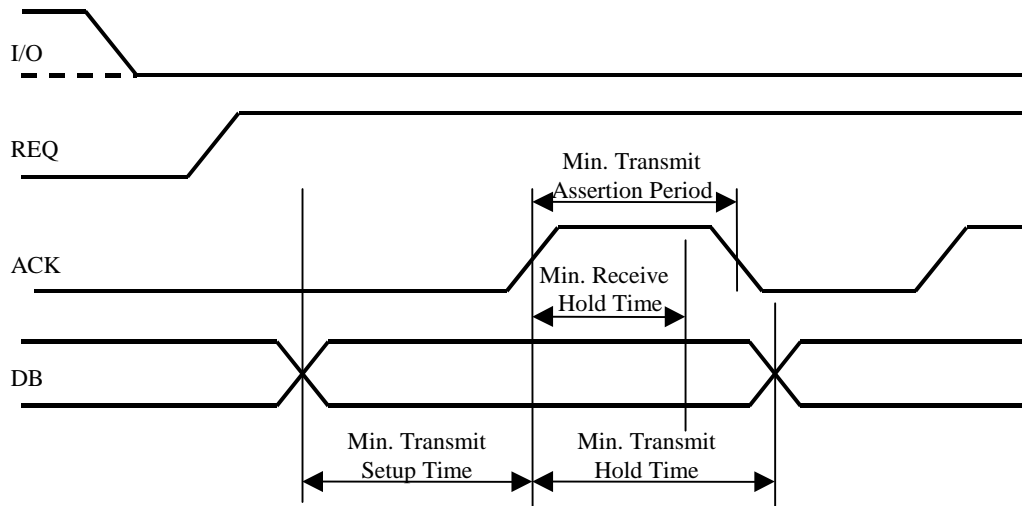 I/O
REQ
Min. Transmit
Assertion Period
ACK
Min. Receive
Hold Time
DB
Min. Transmit
Setup Time
Min. Transmit
Hold Time